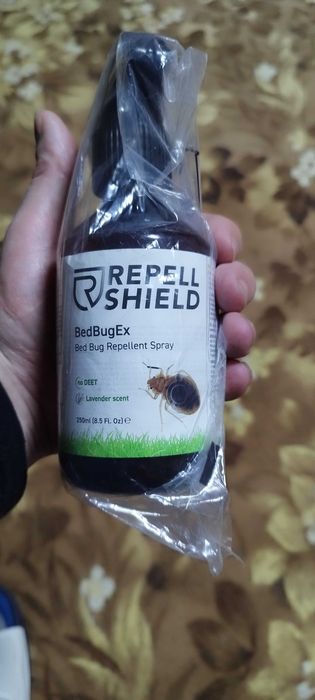 REPELL
SHIELD
BedBugEx
Bed Bug Repellent Spray
no DEET
Lavender scent
250ml (8.5 Fl. Oz) ℮